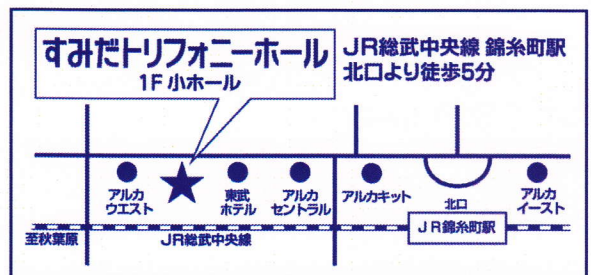 すみだトリフォニーホール
1F 小ホール
JR総武中央線 錦糸町駅
北口より徒歩5分
アルカ
ウエスト
東武
ホテル
アルカ
セントラル
アルカキット
北口
アルカ
イースト
JR錦糸町駅
至秋葉原
JR総武中央線